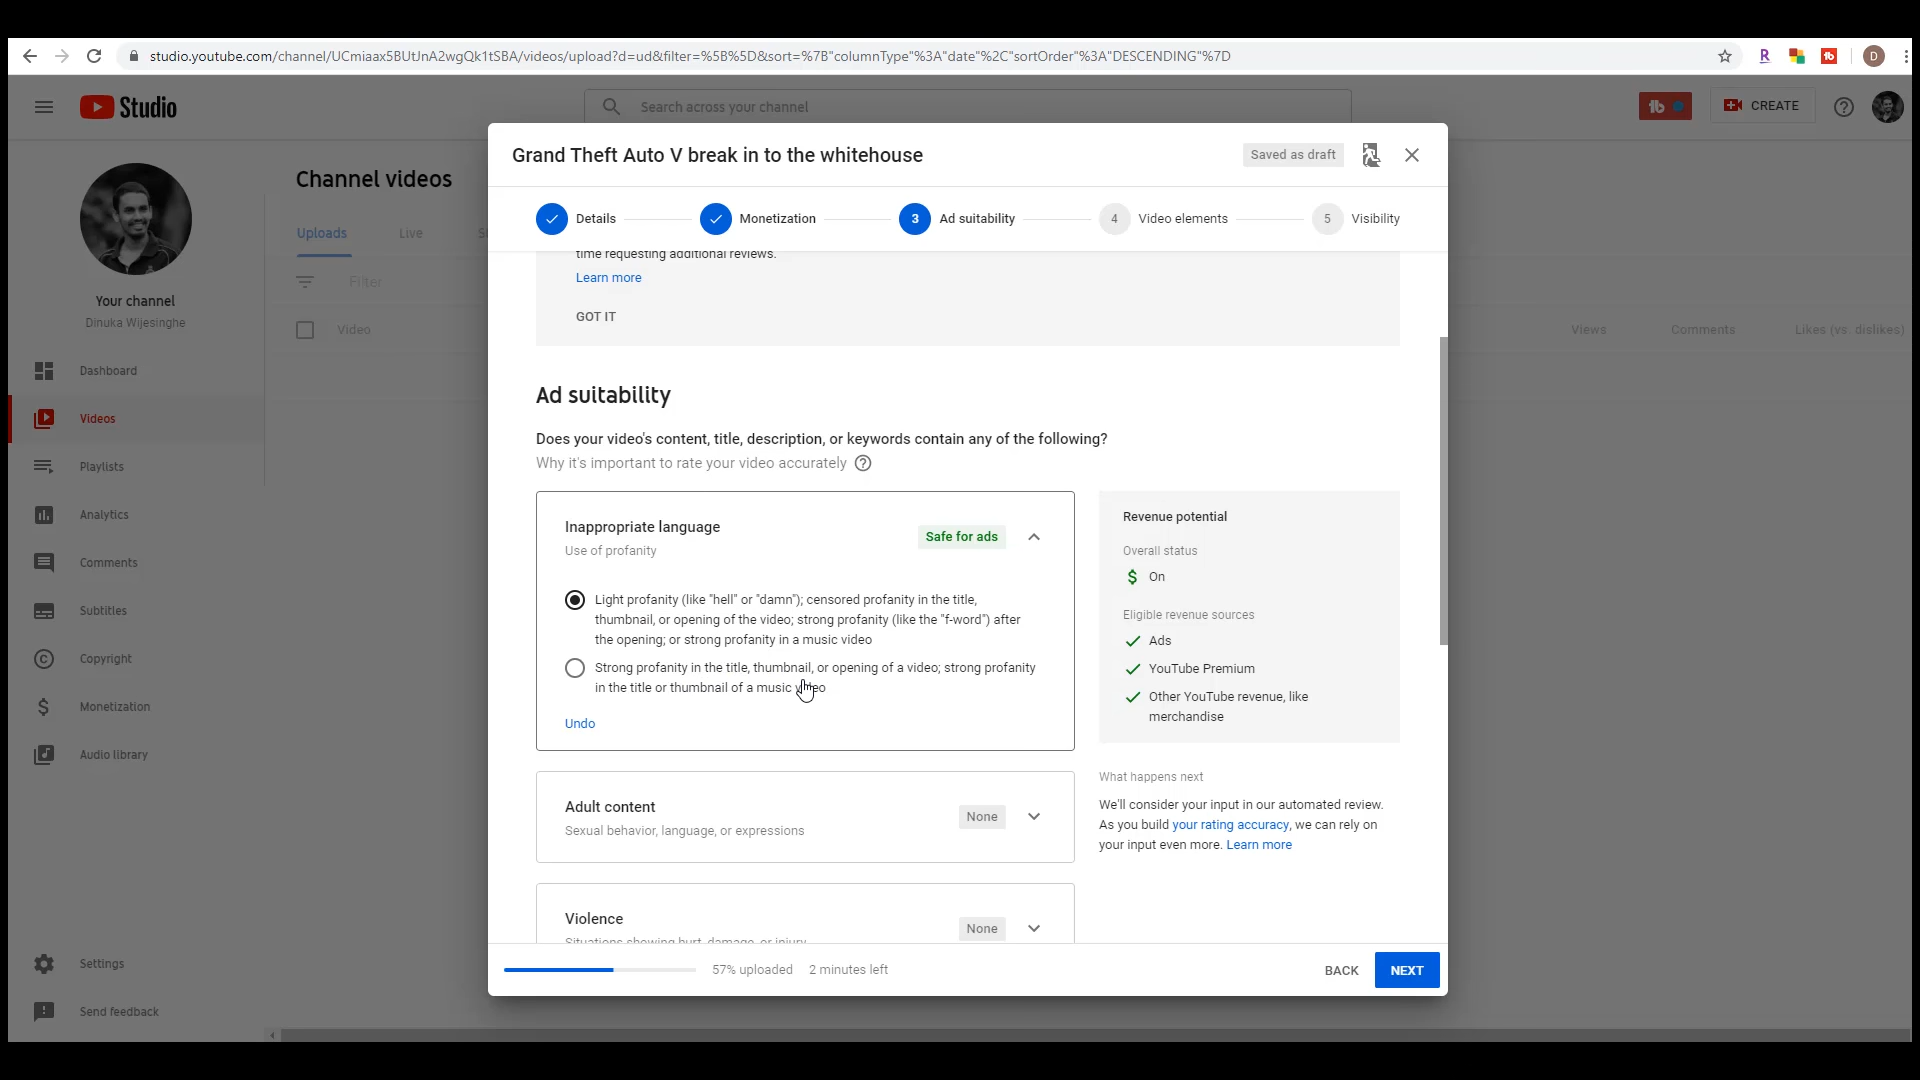 studio.youtube.com/channel/UCmiaax5BUtJnA2wgQk1tSBA/videos/upload?d=ud&filter=%5B%5D&sort=%7B"columnType"%3A"date"%2C"sortOrder"%3A"DESCENDING"%7D
R
tb
D
Studio
Search across your channel
tb
CREATE
Grand Theft Auto V break in to the whitehouse
Saved as draft
Details
Monetization
3
Ad suitability
4
Video elements
5
Visibility
Your channel
Dinuka Wijesinghe
Dashboard
Videos
Playlists
Analytics
Comments
Subtitles
Copyright
Monetization
Audio library
Settings
Send feedback
Channel videos
Uploads
Live
Filter
Video
Views
Comments
Likes (vs. dislikes)
time requesting additional reviews.
Learn more
GOT IT
Ad suitability
Does your video's content, title, description, or keywords contain any of the following?
Why it's important to rate your video accurately
Inappropriate language
Use of profanity
Safe for ads
Light profanity (like "hell" or "damn"); censored profanity in the title,
thumbnail, or opening of the video; strong profanity (like the "f-word") after
the opening; or strong profanity in a music video
Strong profanity in the title, thumbnail, or opening of a video; strong profanity
in the title or thumbnail of a music video
Undo
Adult content
Sexual behavior, language, or expressions
None
Violence
Situations showing hurt, damage, or injury
None
Revenue potential
Overall status
$ On
Eligible revenue sources
Ads
YouTube Premium
Other YouTube revenue, like
merchandise
What happens next
We'll consider your input in our automated review.
As you build your rating accuracy, we can rely on
your input even more. Learn more
57% uploaded
2 minutes left
BACK
NEXT